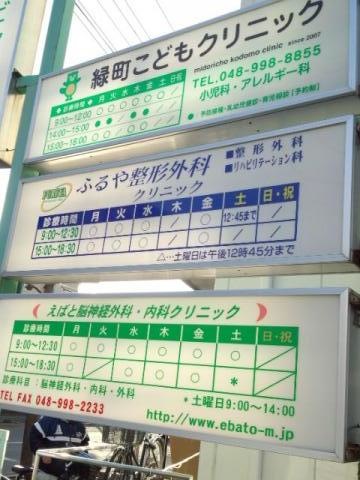 緑町こどもクリニック
midoricho kodomo clinic since 2007
診療時間 月 火 水 木 金 土 日・祝
9:00〜12:00
14:00〜15:00
15:00〜18:00
TEL.048-998-8855
小児科・アレルギー科
予防接種・乳幼児健診・育児相談【予約制】
ふるや整形外科
クリニック
■整形外科
■リハビリテーション科
診療時間 月 火 水 木 金 土 日・祝
9:00〜12:30 ○ ○ ○ ／ ○ 12:45まで ／
15:00〜18:30 ○ ○ ○ ／ ○ ／ ／
△…土曜日は午後12時45分まで
えばと脳神経外科・内科クリニック
診療時間 月 火 水 木 金 土 日・祝
9:00〜12:30 ○ ○ ○ ○ ○ ○
15:00〜18:30 ○ ○ ○ *
診療科目：脳神経外科・内科・外科
*土曜日9:00〜14:00
TEL FAX 048-998-2233
http://www.ebato-m.jp